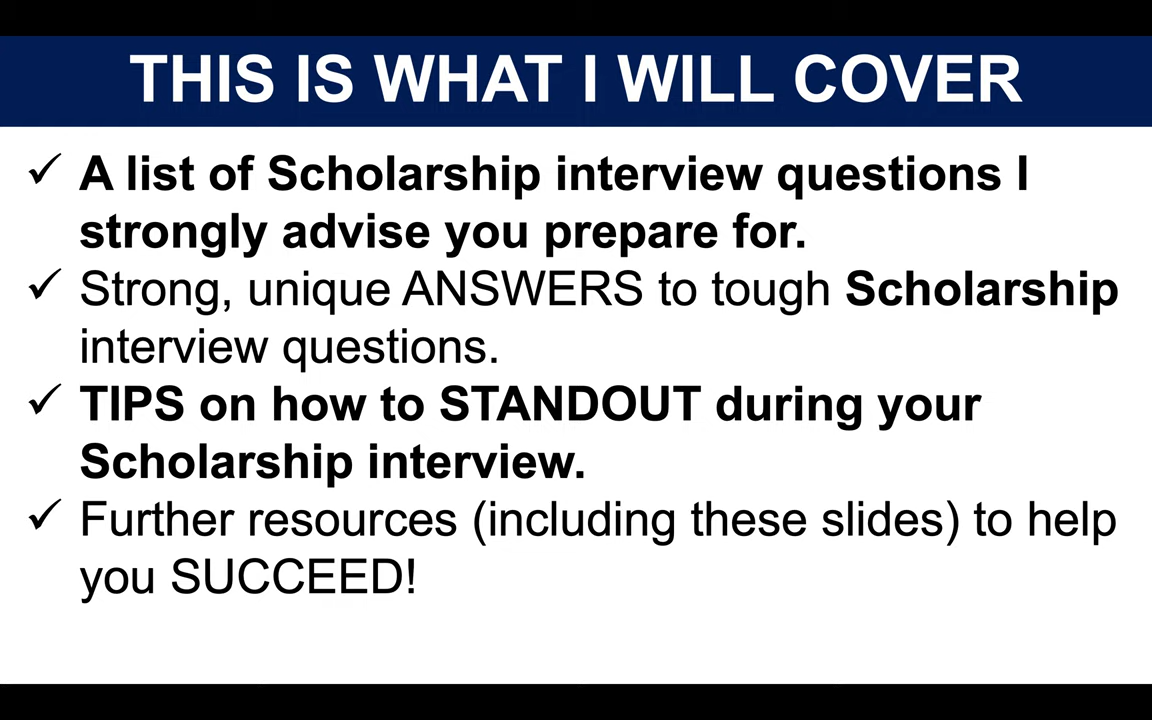 THIS IS WHAT I WILL COVER
✓ A list of Scholarship interview questions I
strongly advise you prepare for.
✓ Strong, unique ANSWERS to tough Scholarship
interview questions.
✓ TIPS on how to STANDOUT during your
Scholarship interview.
✓ Further resources (including these slides) to help
you SUCCEED!